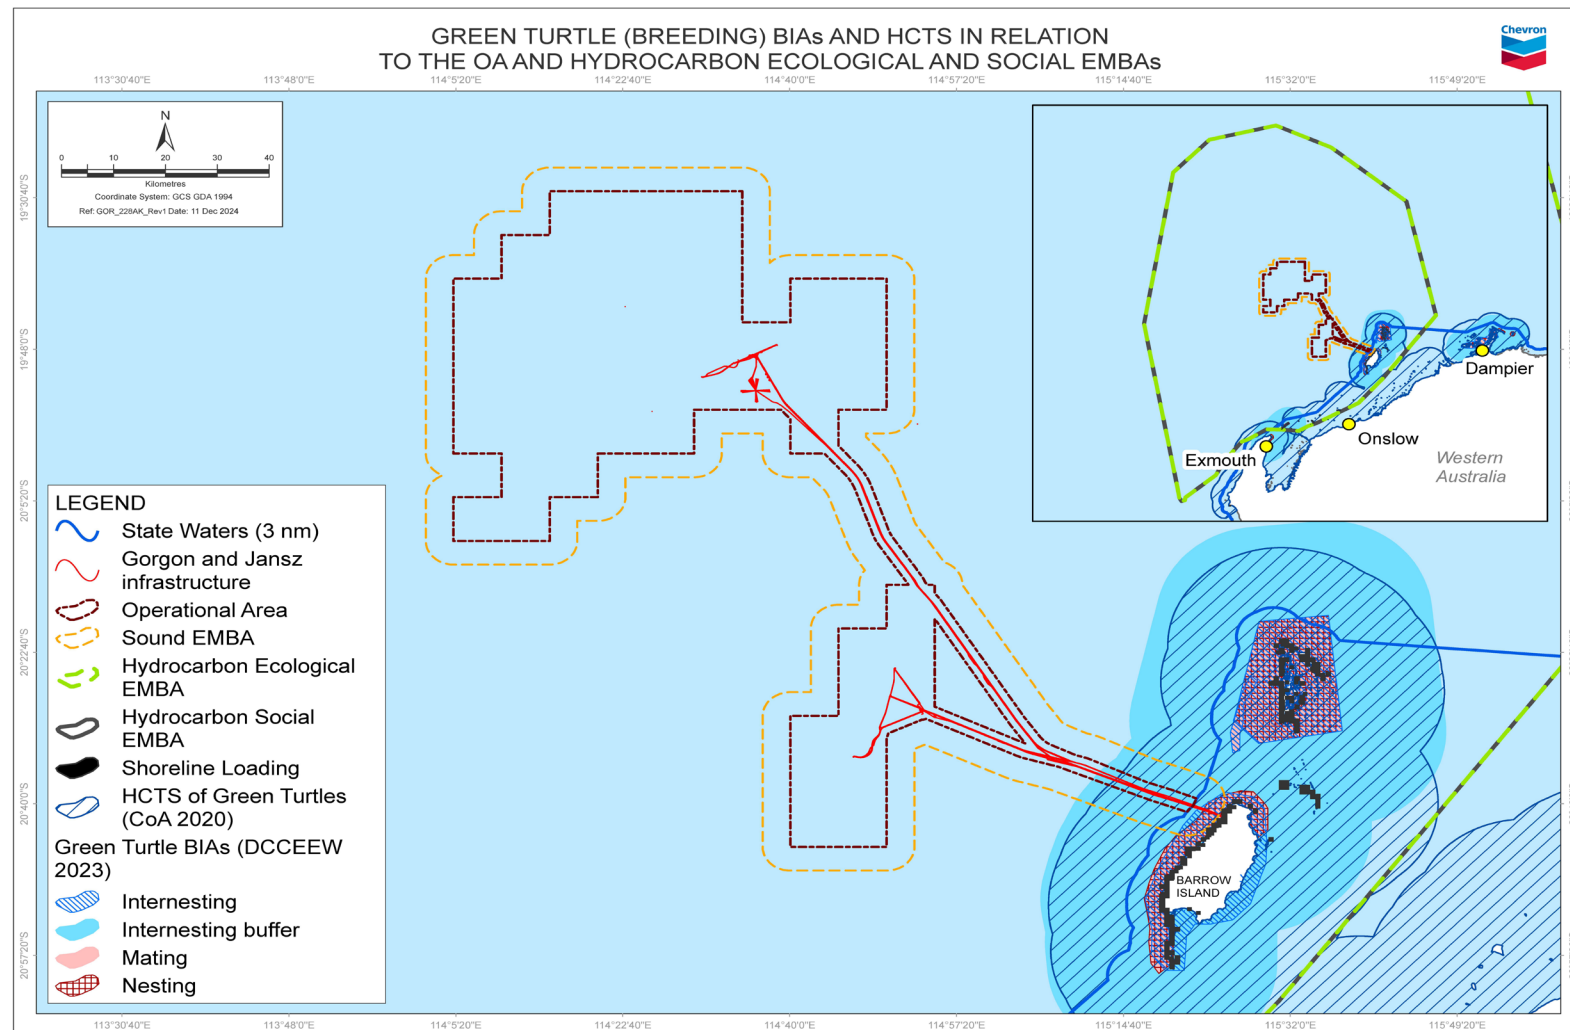 GREEN TURTLE (BREEDING) BIAs AND HCTS IN RELATION
TO THE OA AND HYDROCARBON ECOLOGICAL AND SOCIAL EMBAs
Chevron
113°30'40"E 113°48'0"E 114°5'20"E 114°22'40"E 114°40'0"E 114°57'20"E 115°14'40"E 115°32'0"E 115°49'20"E
N
0 10 20 30 40
Kilometres
Coordinate System: GCS GDA 1994
Ref: GOR_228AK_Rev1 Date: 11 Dec 2024
19°30'40"S
19°48'0"S
20°5'20"S
20°22'40"S
20°40'0"S
20°57'20"S
Dampier
Onslow
Exmouth
Western
Australia
LEGEND
State Waters (3 nm)
Gorgon and Jansz
infrastructure
Operational Area
Sound EMBA
Hydrocarbon Ecological
EMBA
Hydrocarbon Social
EMBA
Shoreline Loading
HCTS of Green Turtles
(CoA 2020)
Green Turtle BIAs (DCCEEW
2023)
Internesting
Internesting buffer
Mating
Nesting
BARROW
ISLAND
113°30'40"E 113°48'0"E 114°5'20"E 114°22'40"E 114°40'0"E 114°57'20"E 115°14'40"E 115°32'0"E 115°49'20"E